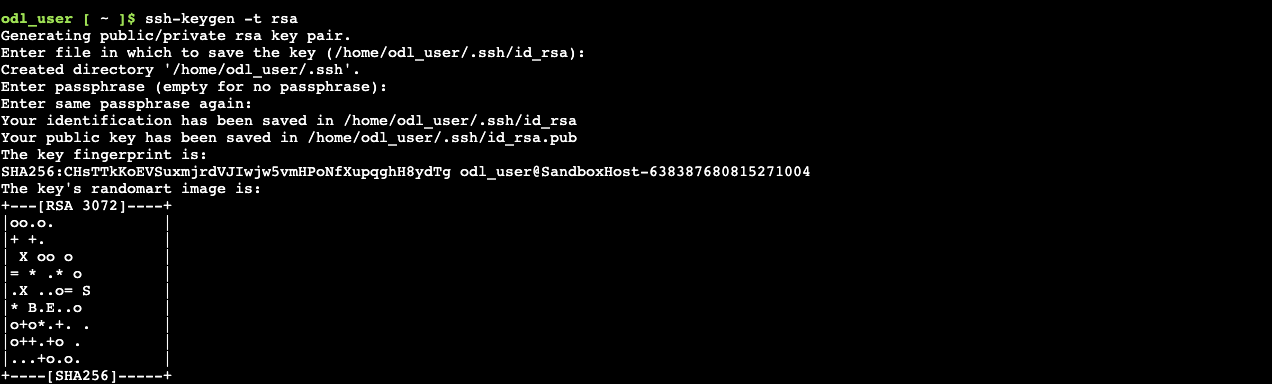 odl_user [ ~ ]$ ssh-keygen -t rsa
Generating public/private rsa key pair.
Enter file in which to save the key (/home/odl_user/.ssh/id_rsa):
Created directory '/home/odl_user/.ssh'.
Enter passphrase (empty for no passphrase):
Enter same passphrase again:
Your identification has been saved in /home/odl_user/.ssh/id_rsa
Your public key has been saved in /home/odl_user/.ssh/id_rsa.pub
The key fingerprint is:
SHA256:CHsTTkKoEVSuxmjrdVJIwjw5vmHPoNfXupqghH8ydTg odl_user@SandboxHost-638387680815271004
The key's randomart image is:
+---[RSA 3072]----+
|oo.o.            |
|+ +.             |
| X oo o          |
|= * .* o         |
|.X ..o= S        |
|* B.E..o         |
|o+o*.+. .        |
|o++.+o .         |
|...+o.o.         |
+----[SHA256]-----+